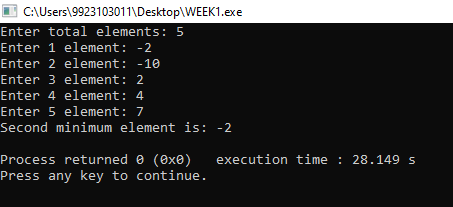 C:\Users\9923103011\Desktop\WEEK1.exe
Enter total elements: 5
Enter 1 element: -2
Enter 2 element: -10
Enter 3 element: 2
Enter 4 element: 4
Enter 5 element: 7
Second minimum element is: -2
Process returned 0 (0x0)   execution time : 28.149 s
Press any key to continue.